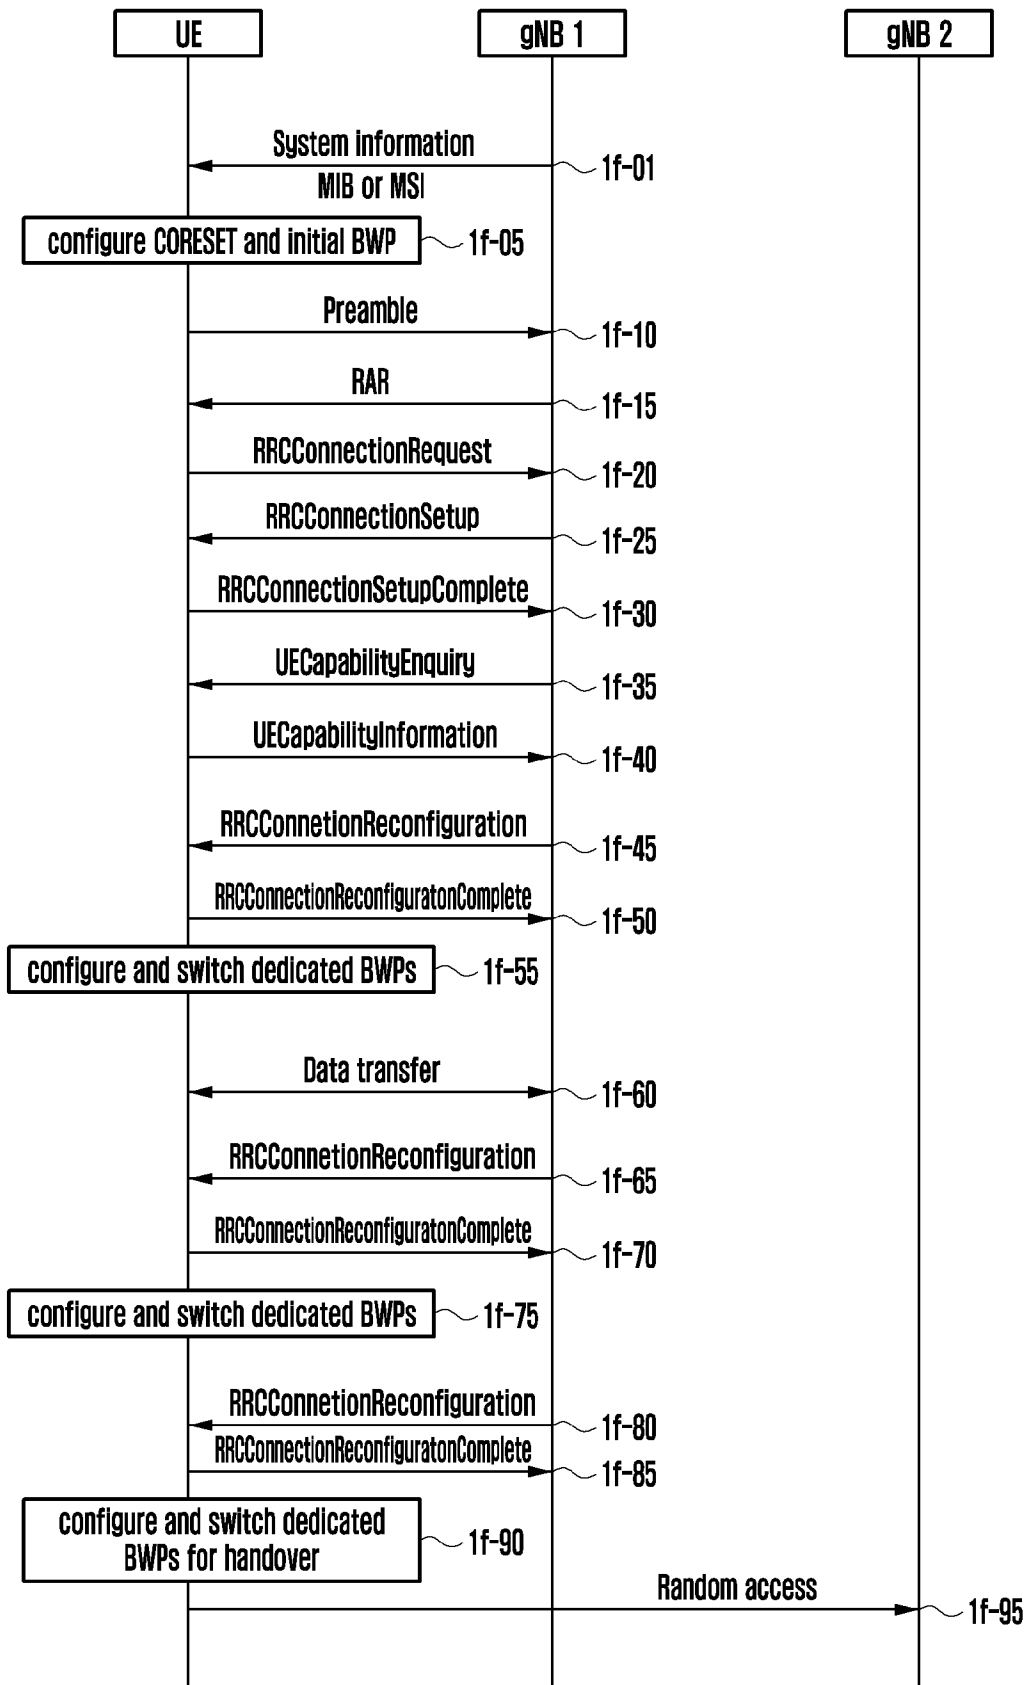 UE
gNB 1
gNB 2
System information
1f-01
MIB or MSI
configure CORESET and initial BWP
1f-05
Preamble
1f-10
RAR
1f-15
RRCConnectionRequest
1f-20
RRCConnectionSetup
1f-25
RRCConnectionSetupComplete
1f-30
UECapabilityEnquiry
1f-35
UECapabilityInformation
1f-40
RRCConnetionReconfiguration
1f-45
RRCConnectionReconfiguratonComplete
1f-50
configure and switch dedicated BWPs
1f-55
Data transfer
1f-60
RRCConnetionReconfiguration
1f-65
RRCConnectionReconfiguratonComplete
1f-70
configure and switch dedicated BWPs
1f-75
RRCConnetionReconfiguration
1f-80
RRCConnectionReconfiguratonComplete
1f-85
configure and switch dedicated
BWPs for handover
1f-90
Random access
1f-95